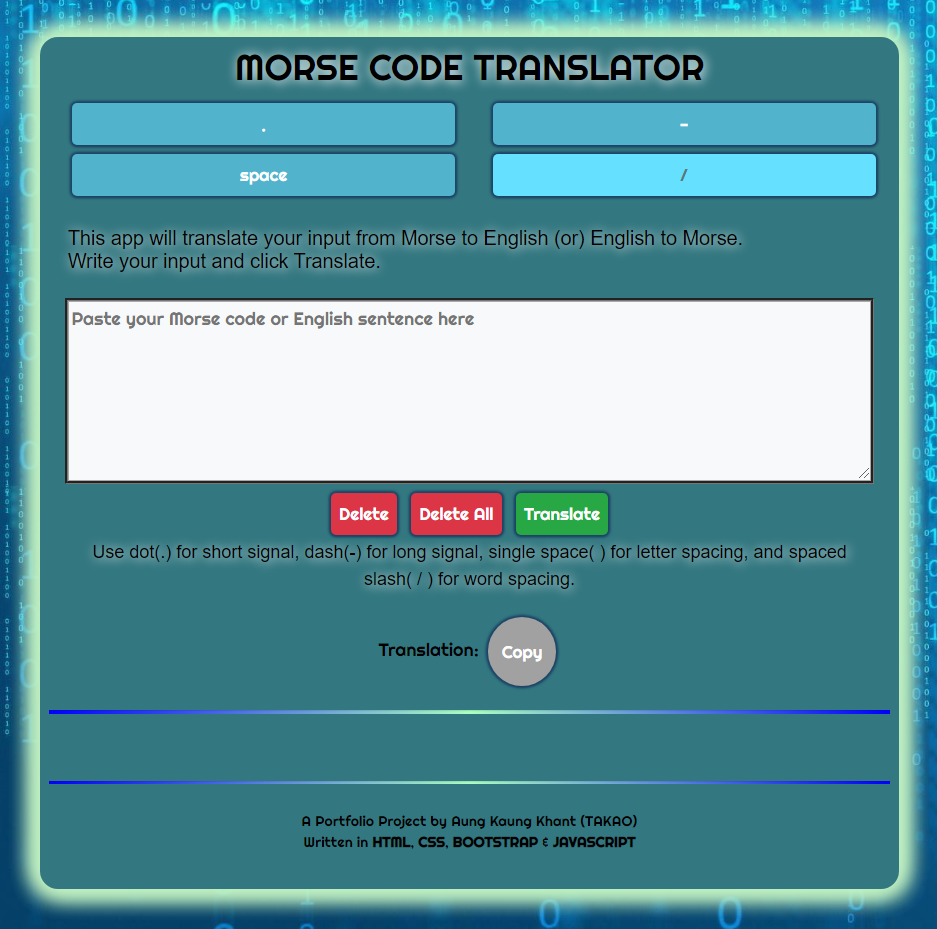 MORSE CODE TRANSLATOR
. -
space /
This app will translate your input from Morse to English (or) English to Morse.
Write your input and click Translate.
Paste your Morse code or English sentence here
Delete Delete All Translate
Use dot(.) for short signal, dash(-) for long signal, single space( ) for letter spacing, and spaced
slash( / ) for word spacing.
Translation: Copy
A Portfolio Project by Aung Kaung Khant (TAKAO)
Written in HTML, CSS, BOOTSTRAP & JAVASCRIPT